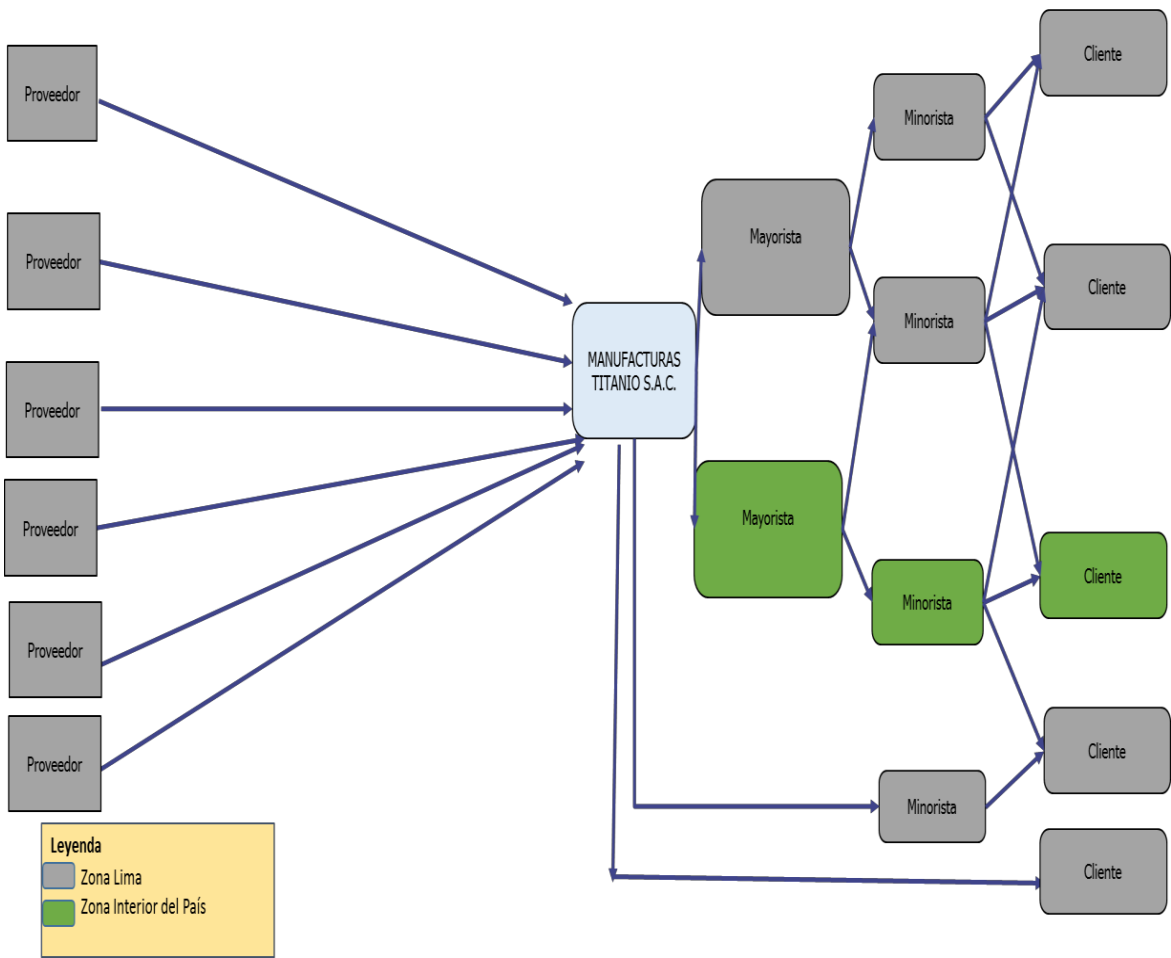 Proveedor
Proveedor
Proveedor
Proveedor
Proveedor
Proveedor
MANUFACTURAS
TITANIO S.A.C.
Mayorista
Mayorista
Minorista
Minorista
Minorista
Minorista
Cliente
Cliente
Cliente
Cliente
Cliente
Leyenda
Zona Lima
Zona Interior del País